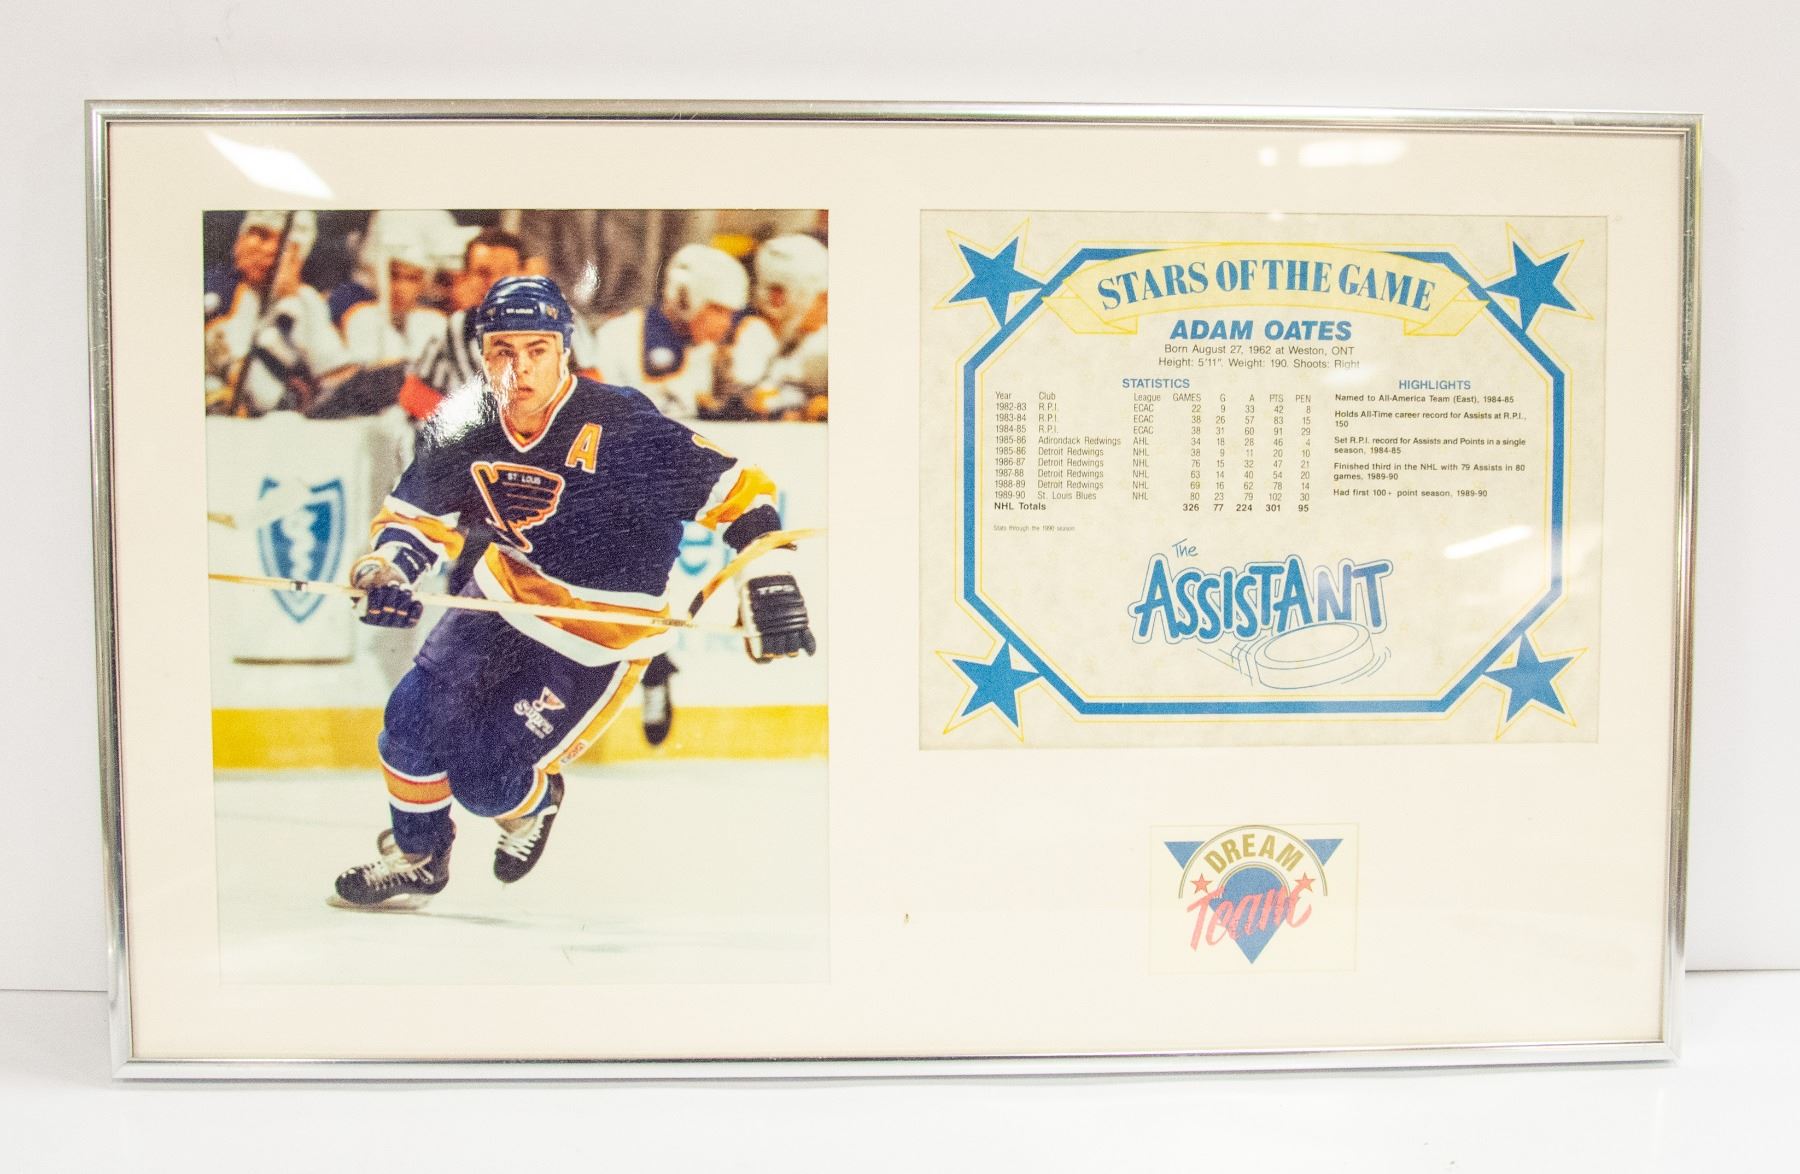 STARS OF THE GAME
ADAM OATES
Born August 27, 1962 at Weston, ONT
Height: 5'11". Weight: 190. Shoots: Right
STATISTICS
Year Club League GAMES G A PTS PEN
1982-83 R.P.I. ECAC 22 9 33 42 8
1983-84 R.P.I. ECAC 38 26 57 83 15
1984-85 R.P.I. ECAC 38 31 60 91 29
1985-86 Adirondack Redwings AHL 34 18 28 46 4
1985-86 Detroit Redwings NHL 38 9 11 20 10
1986-87 Detroit Redwings NHL 76 15 32 47 21
1987-88 Detroit Redwings NHL 63 14 40 54 20
1988-89 Detroit Redwings NHL 69 16 62 78 14
1989-90 St. Louis Blues NHL 80 23 79 102 30
NHL Totals 326 77 224 301 95
Stats through the 1990 season
HIGHLIGHTS
Named to All-America Team (East), 1984-85
Holds All-Time career record for Assists at R.P.I.,
150
Set R.P.I. record for Assists and Points in a single
season, 1984-85
Finished third in the NHL with 79 Assists in 80
games, 1989-90
Had first 100+ point season, 1989-90
The
ASSISTANT
DREAM
Team
ST. LOUIS
A
ST. LOUIS
Supra
TPS